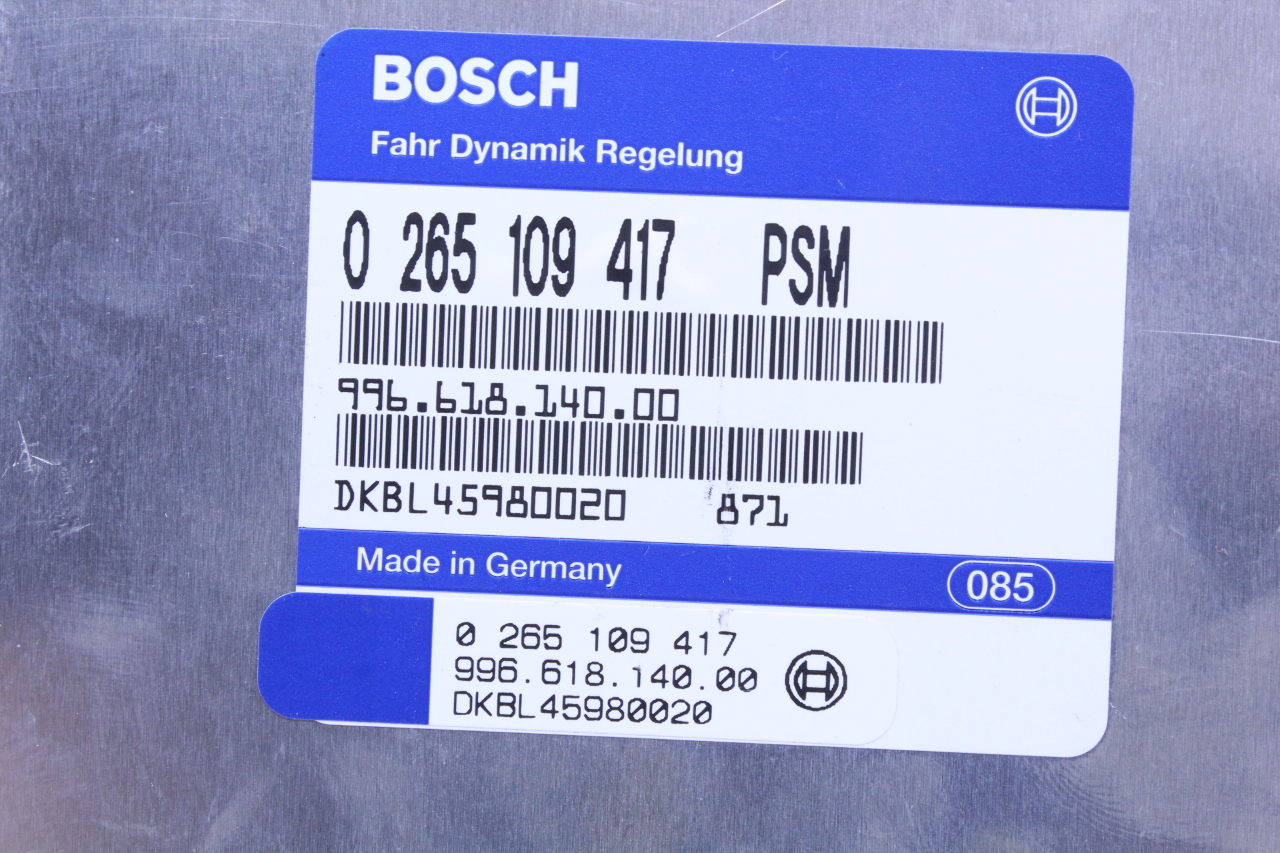 BOSCH
Fahr Dynamik Regelung
0 265 109 417 PSM
996.618.140.00
DKBL45980020 871
Made in Germany 085
0 265 109 417
996.618.140.00
DKBL45980020